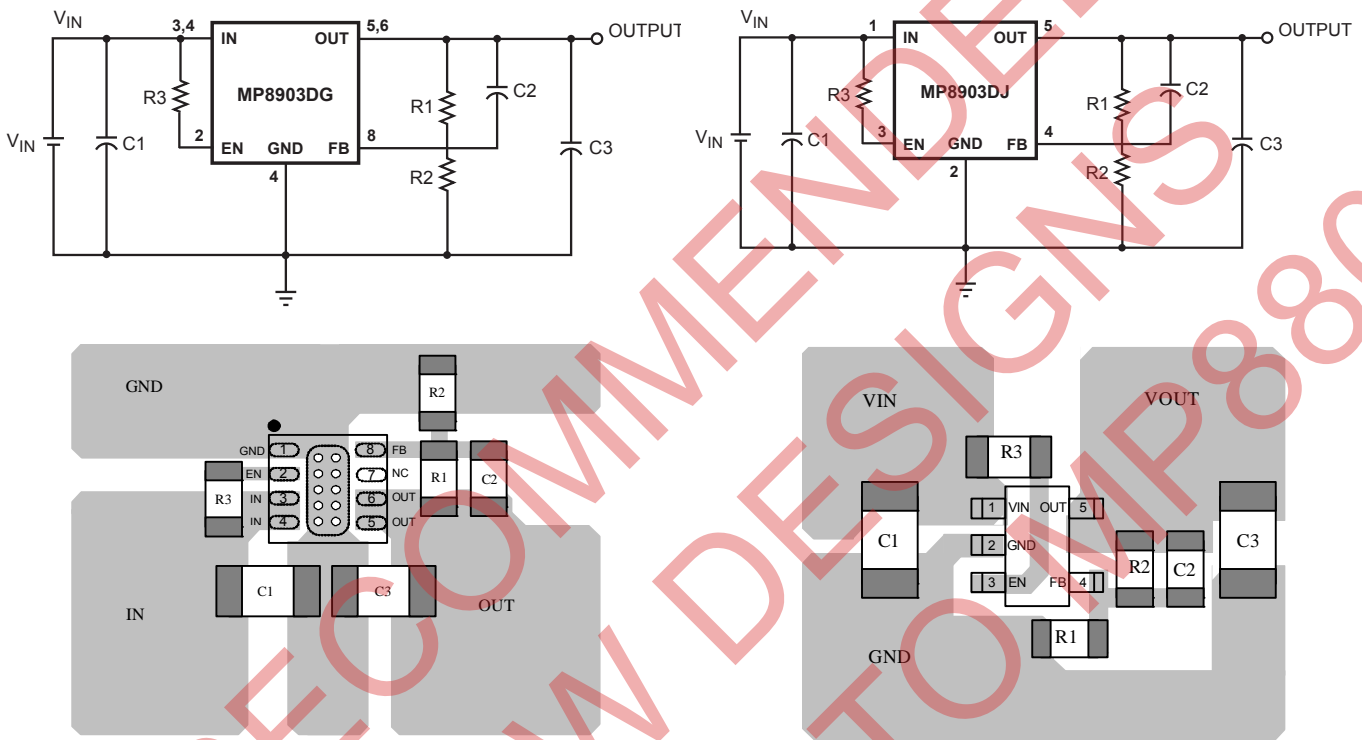 VIN
3,4
5,6
IN
OUT
OUTPUT
MP8903DG
R3
R1
C2
VIN
C1
2
8
EN
GND
FB
C3
4
R2
VIN
1
5
IN
OUT
OUTPUT
MP8903DJ
R3
R1
C2
VIN
C1
3
4
EN
GND
FB
C3
2
R2
GND
R2
GND
1
8
FB
EN
2
7
NC
R3
R1
C2
IN
3
6
OUT
IN
4
5
OUT
C1
C3
IN
OUT
VIN
VOUT
R3
1
VIN
OUT
5
C1
2
GND
C3
R2
C2
3
EN
FB
4
R1
GND
RECOMMENDED
NEW DESIGNS
TO MP880